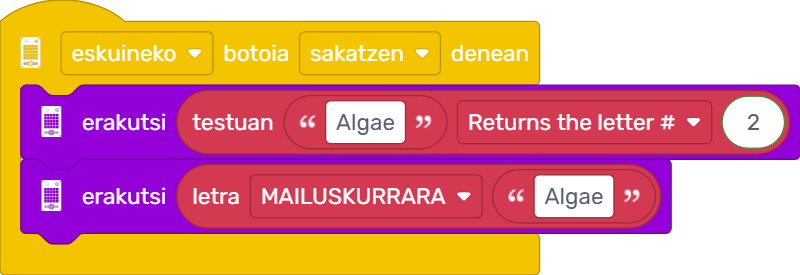 eskuineko botoia sakatzen denean
erakutsi testuan “ Algae ” Returns the letter # 2
erakutsi letra MAILUSKURRARA “ Algae ”